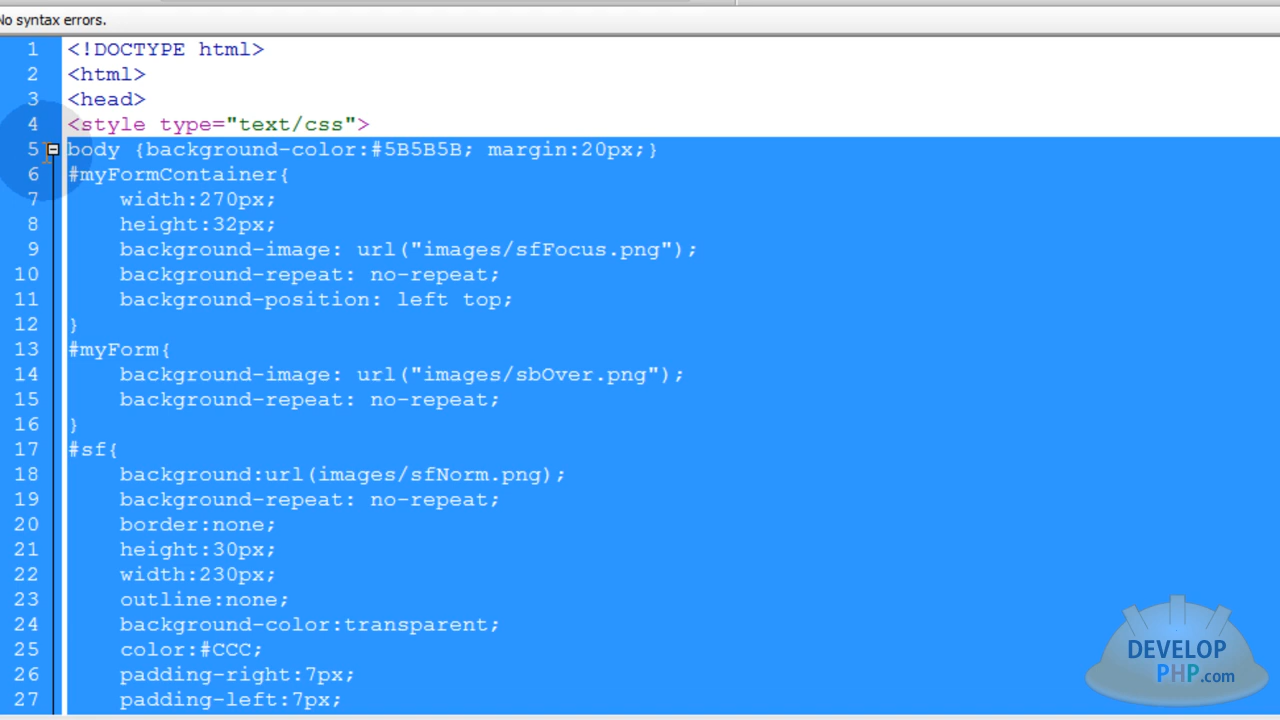 No syntax errors.
1 <!DOCTYPE html>
2 <html>
3 <head>
4 <style type="text/css">
5 body {background-color:#5B5B5B; margin:20px;}
6 #myFormContainer{
7 width:270px;
8 height:32px;
9 background-image: url("images/sfFocus.png");
10 background-repeat: no-repeat;
11 background-position: left top;
12 }
13 #myForm{
14 background-image: url("images/sbOver.png");
15 background-repeat: no-repeat;
16 }
17 #sf{
18 background:url(images/sfNorm.png);
19 background-repeat: no-repeat;
20 border:none;
21 height:30px;
22 width:230px;
23 outline:none;
24 background-color:transparent;
25 color:#CCC;
26 padding-right:7px;
27 padding-left:7px;
DEVELOP
PHP.com